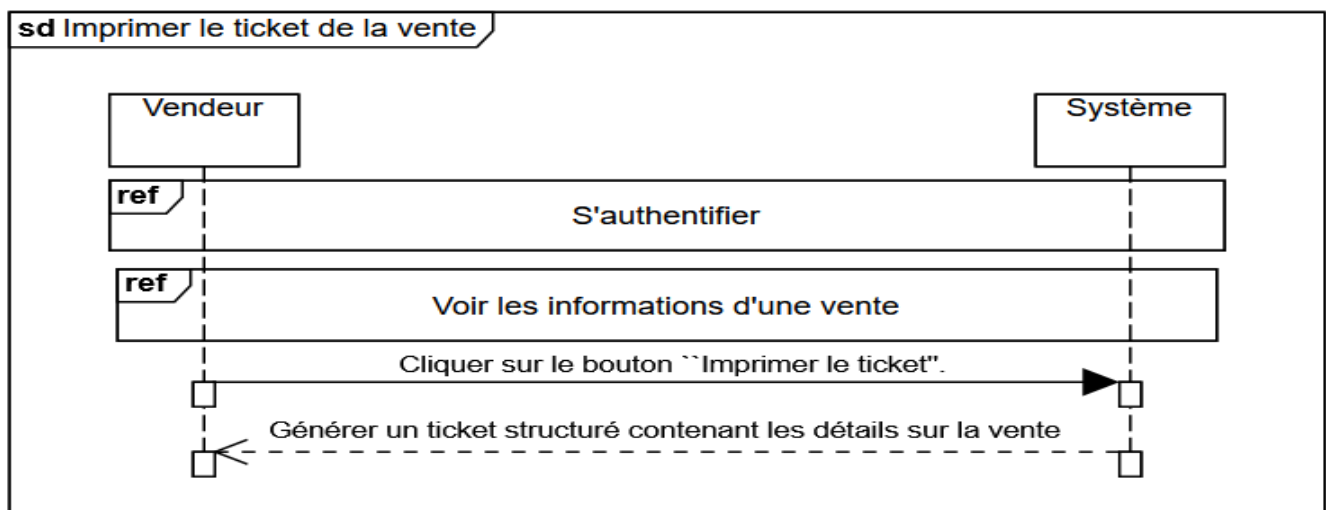 sd Imprimer le ticket de la vente
Vendeur
Système
ref
S'authentifier
ref
Voir les informations d'une vente
Cliquer sur le bouton ``Imprimer le ticket".
Générer un ticket structuré contenant les détails sur la vente